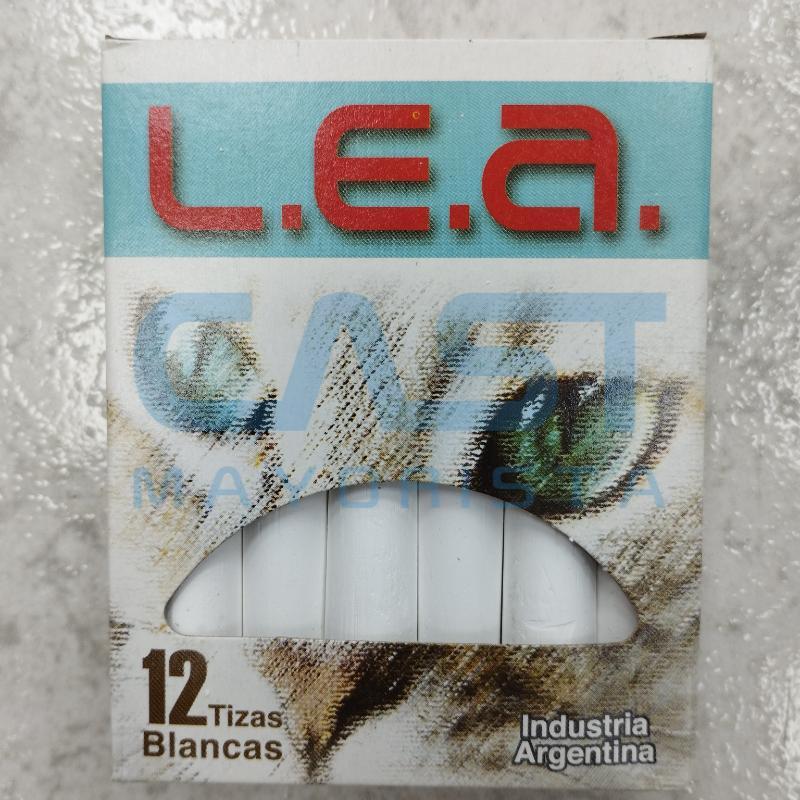 L.E.a.
CAST
MAYORISTA
12 Tizas
Blancas
Industria
Argentina